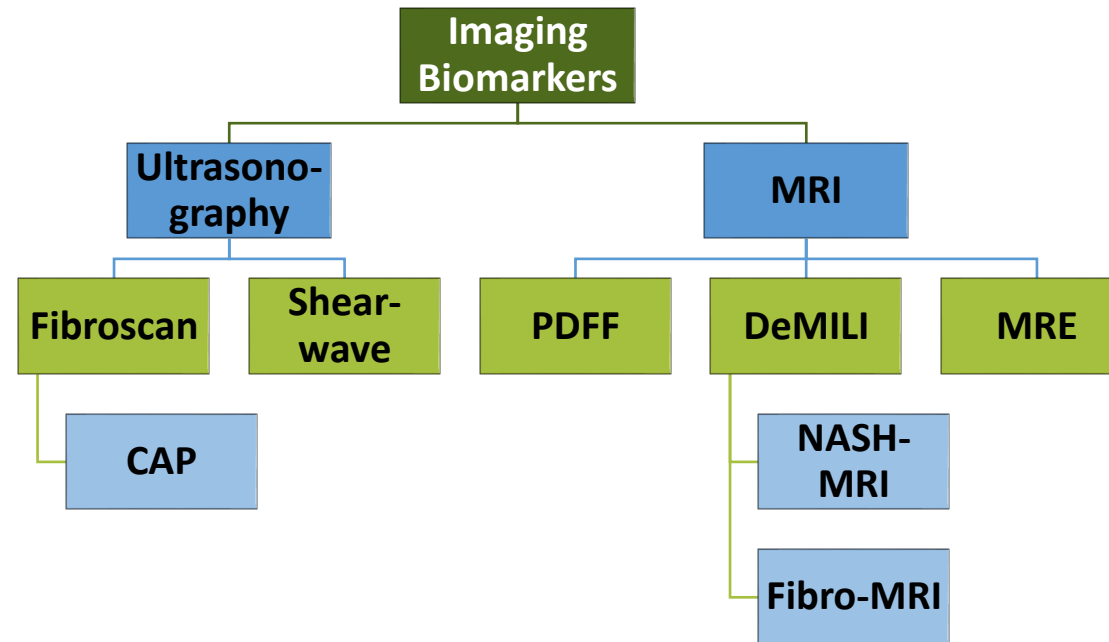 Imaging
Biomarkers
Ultrasono-
graphy
MRI
Fibroscan
Shear-
wave
PDFF
DeMILI
MRE
CAP
NASH-
MRI
Fibro-MRI